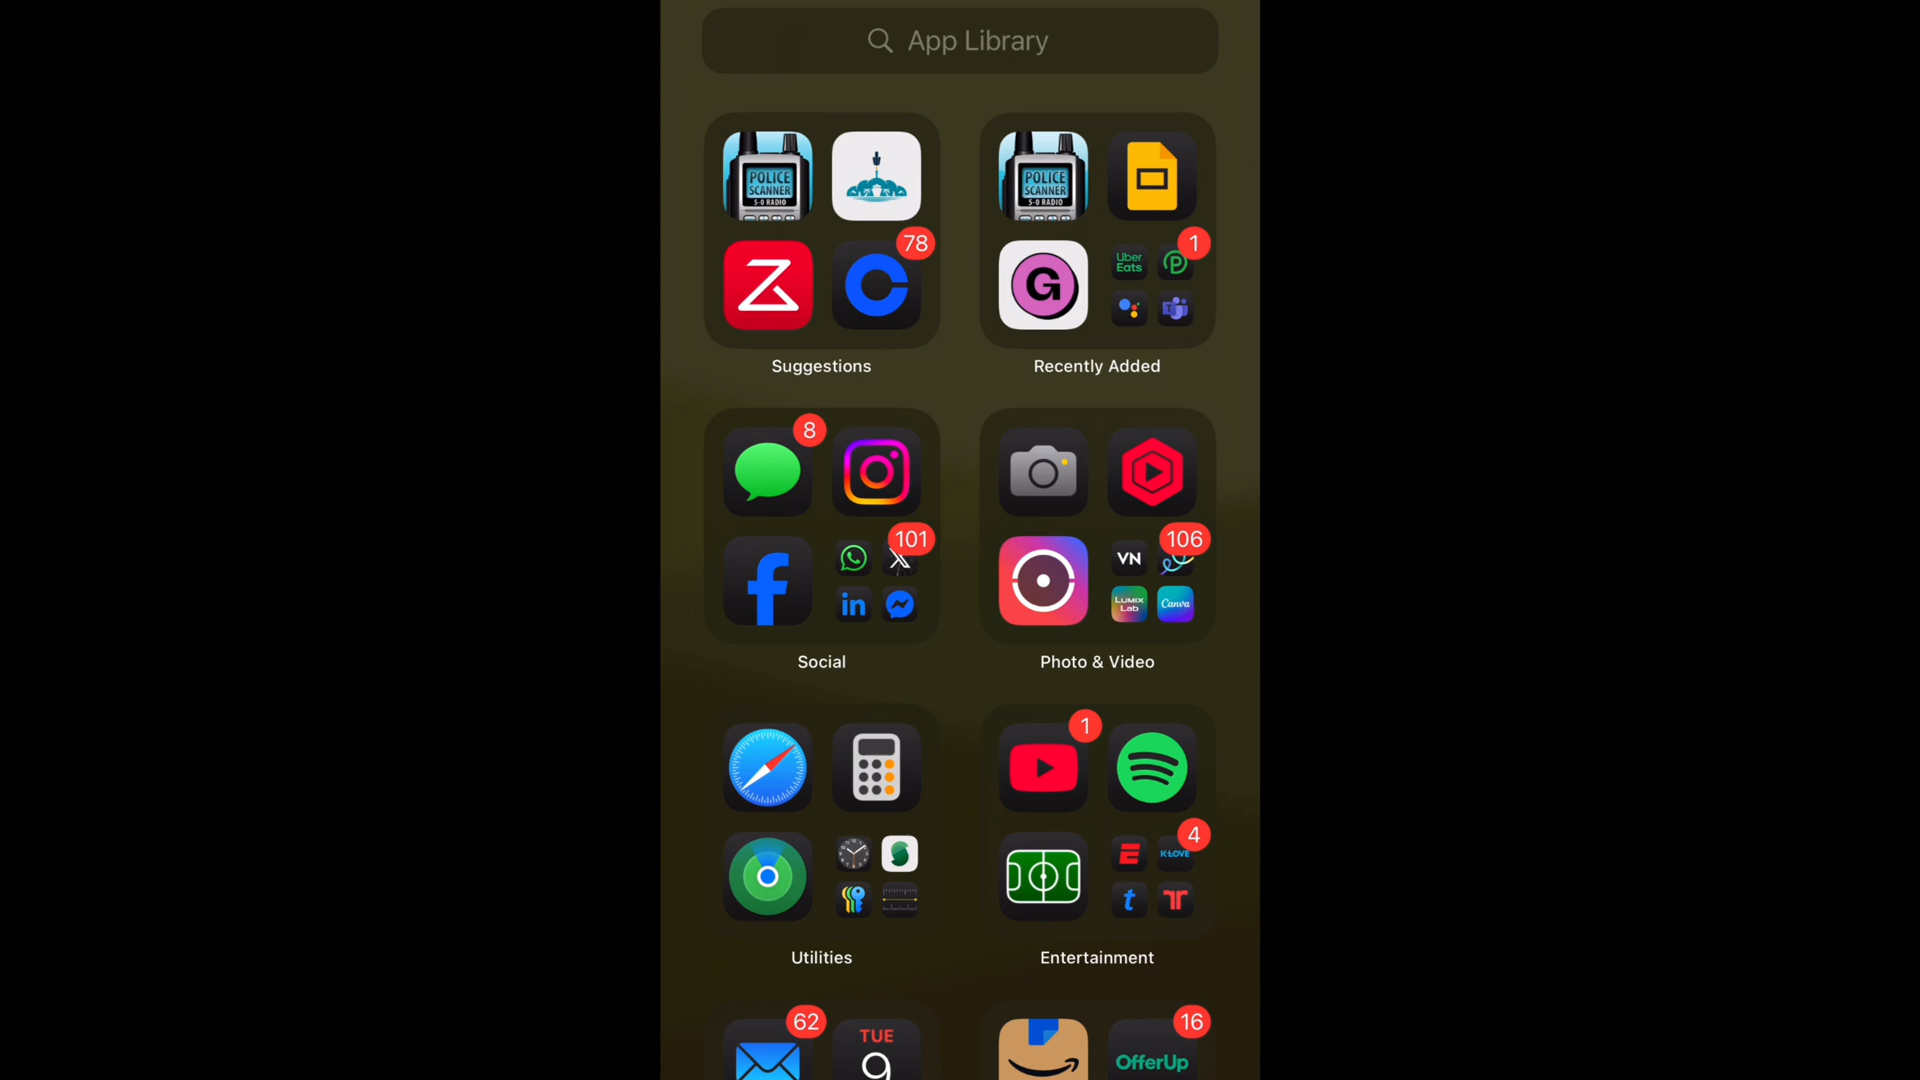 App Library
POLICE
SCANNER
5-0 RADIO
78
Suggestions
POLICE
SCANNER
5-0 RADIO
G
1
Uber
Eats
P
Recently Added
8
101
in
Social
106
VN
LUMIX
Lab
Canva
Photo & Video
Utilities
1
4
E
K-LOVE
t
Entertainment
62
TUE
9
16
OfferUp